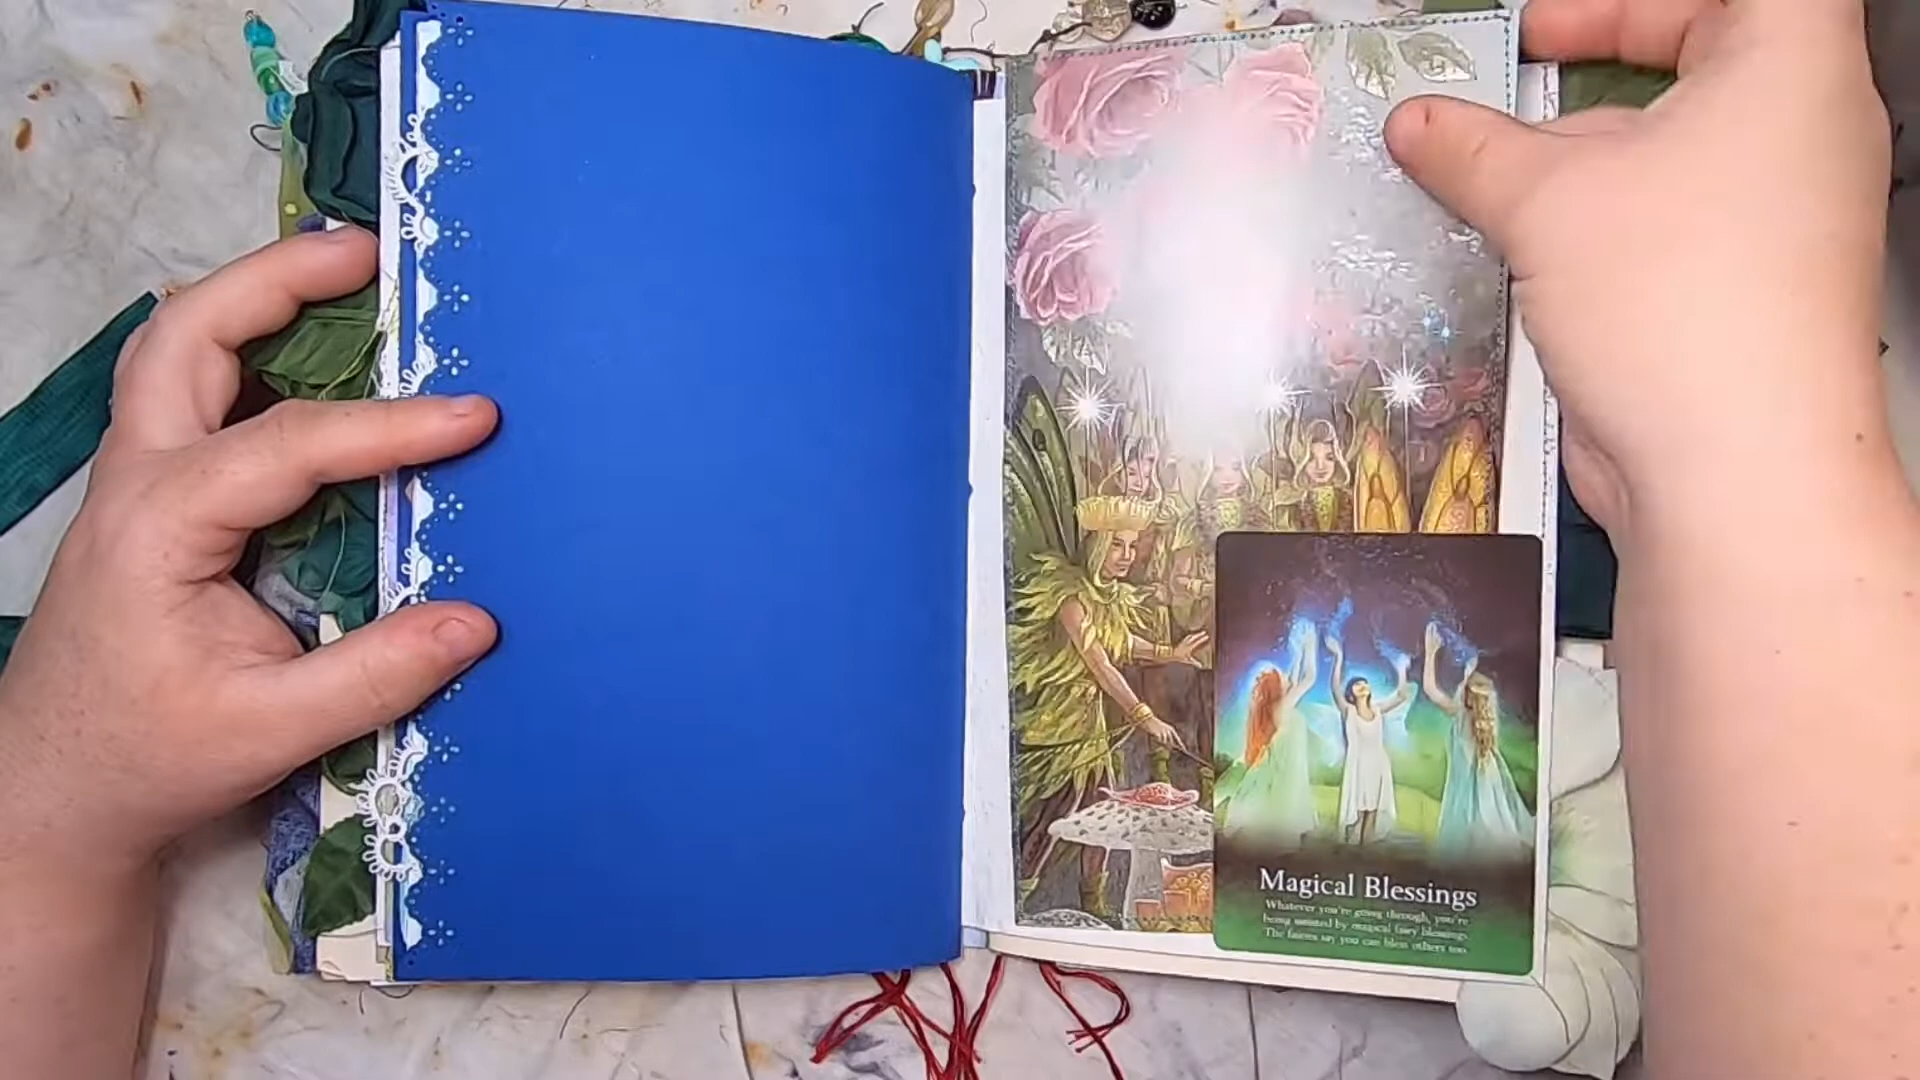 Magical Blessings
Whatever you're going through, you're
being assisted by magical fairy blessings.
The fairies say you can bless others too.